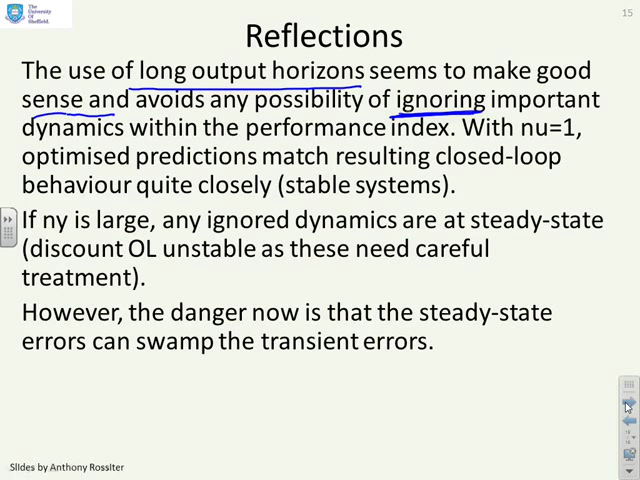 The
University
Of
Sheffield.
15
Reflections
The use of long output horizons seems to make good
sense and avoids any possibility of ignoring important
dynamics within the performance index. With nu=1,
optimised predictions match resulting closed-loop
behaviour quite closely (stable systems).
If ny is large, any ignored dynamics are at steady-state
(discount OL unstable as these need careful
treatment).
However, the danger now is that the steady-state
errors can swamp the transient errors.
Slides by Anthony Rossiter